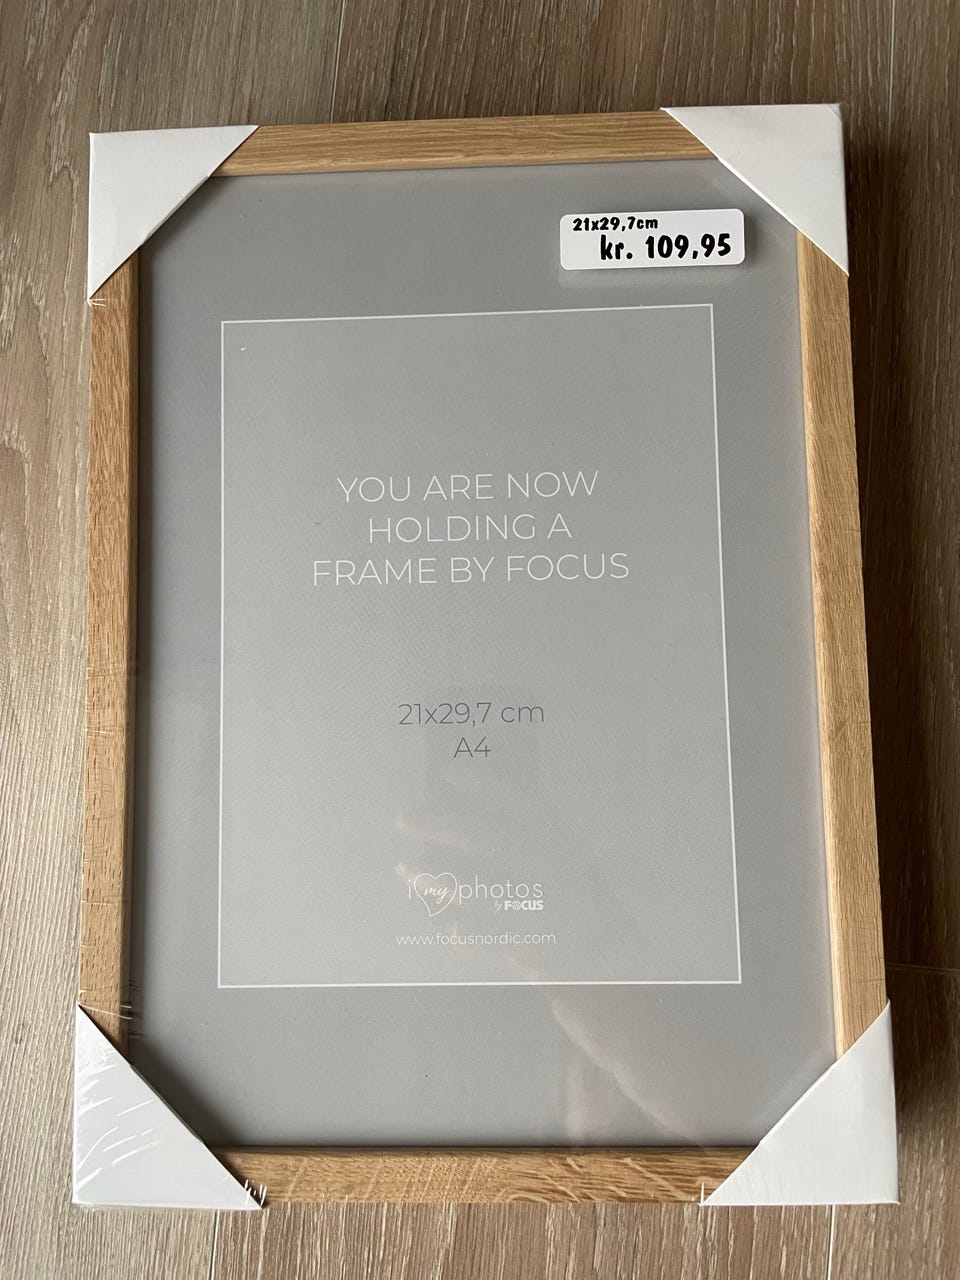 21x29,7cm
kr. 109,95
YOU ARE NOW
HOLDING A
FRAME BY FOCUS
21x29,7 cm
A4
i my photos
by FOCUS
www.focusnordic.com